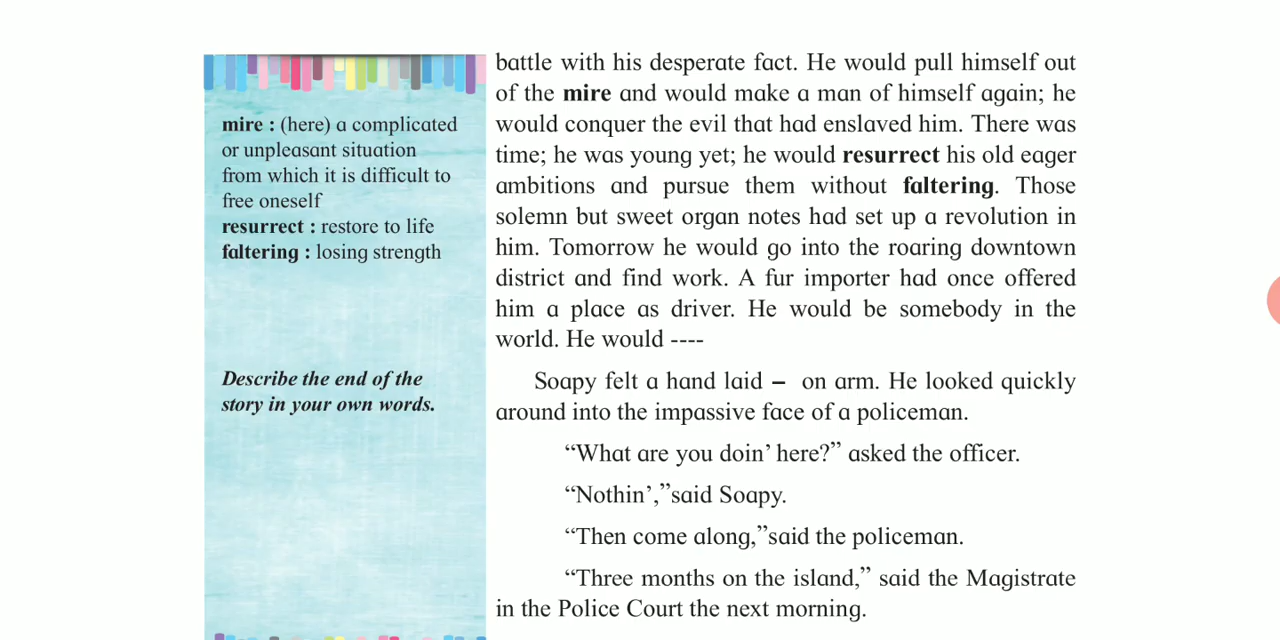 mire : (here) a complicated
or unpleasant situation
from which it is difficult to
free oneself
resurrect : restore to life
faltering : losing strength
Describe the end of the
story in your own words.
battle with his desperate fact. He would pull himself out
of the mire and would make a man of himself again; he
would conquer the evil that had enslaved him. There was
time; he was young yet; he would resurrect his old eager
ambitions and pursue them without faltering. Those
solemn but sweet organ notes had set up a revolution in
him. Tomorrow he would go into the roaring downtown
district and find work. A fur importer had once offered
him a place as driver. He would be somebody in the
world. He would ----
Soapy felt a hand laid – on arm. He looked quickly
around into the impassive face of a policeman.
“What are you doin’ here?” asked the officer.
“Nothin’,”said Soapy.
“Then come along,”said the policeman.
“Three months on the island,” said the Magistrate
in the Police Court the next morning.